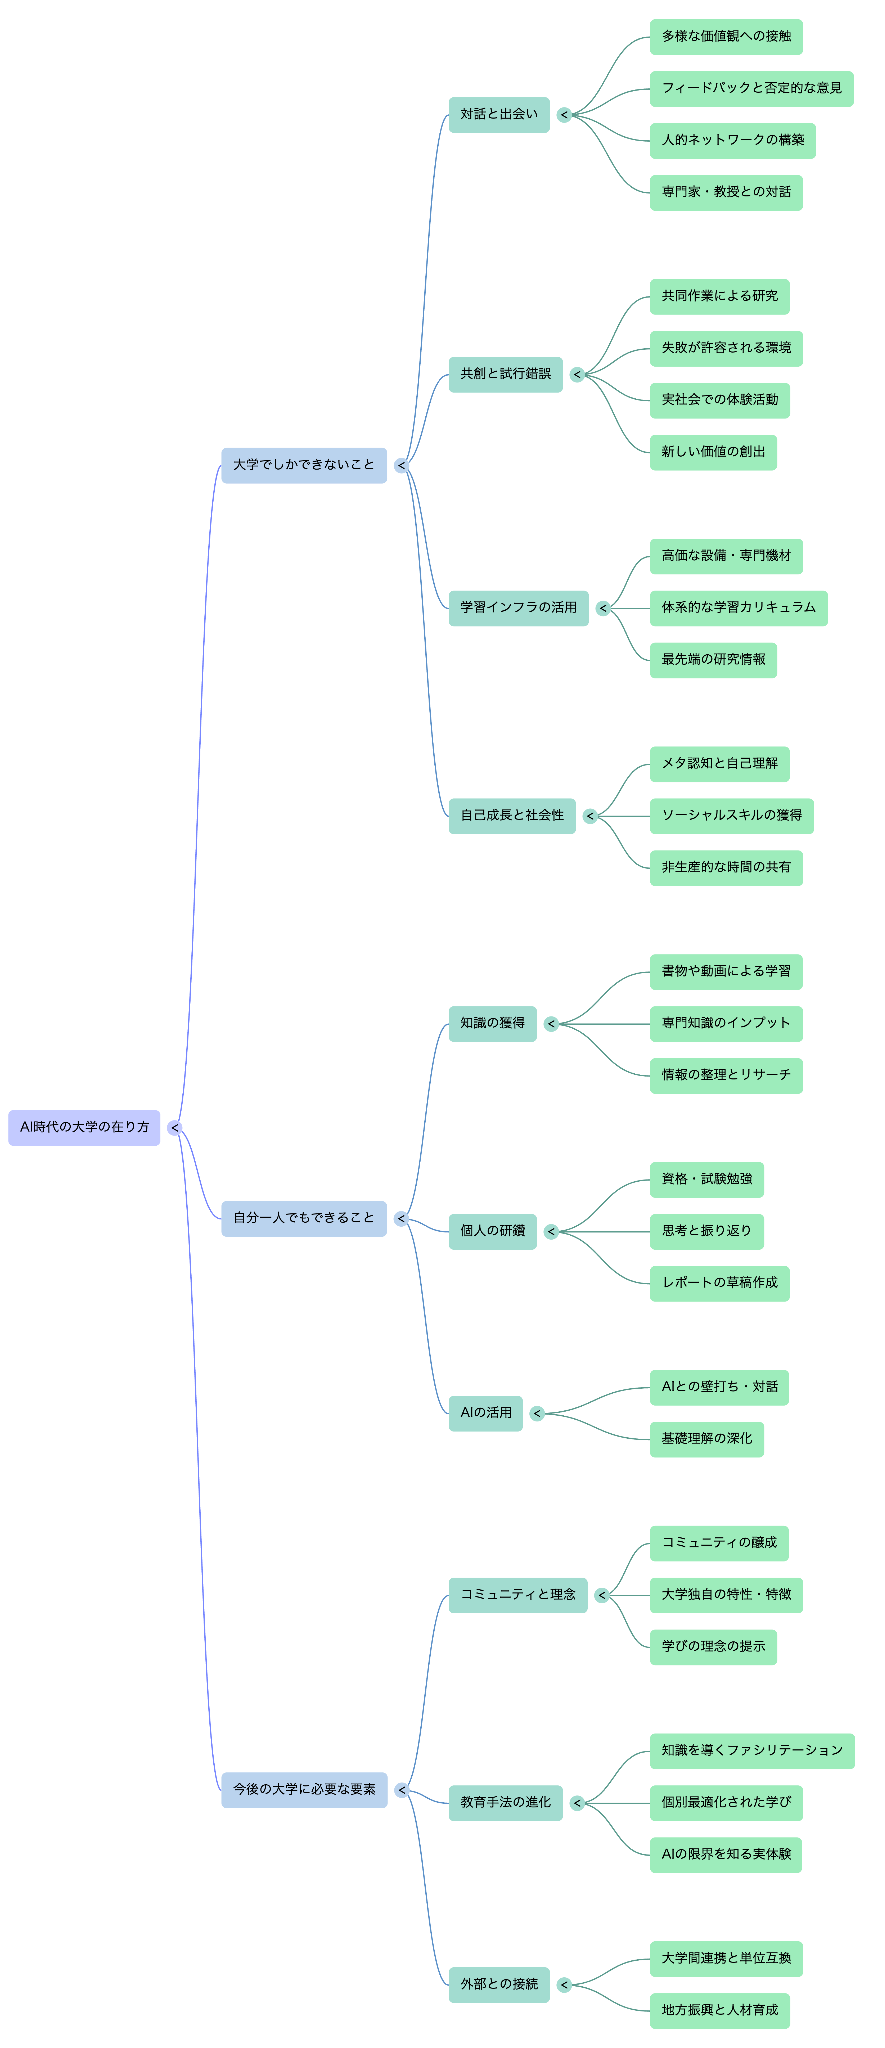 AI時代の大学の在り方
大学でしかできないこと
対話と出会い
多様な価値観への接触
フィードバックと否定的な意見
人的ネットワークの構築
専門家・教授との対話
共創と試行錯誤
共同作業による研究
失敗が許容される環境
実社会での体験活動
新しい価値の創出
学習インフラの活用
高価な設備・専門機材
体系的な学習カリキュラム
最先端の研究情報
自己成長と社会性
メタ認知と自己理解
ソーシャルスキルの獲得
非生産的な時間の共有
自分一人でもできること
知識の獲得
書物や動画による学習
専門知識のインプット
情報の整理とリサーチ
個人の研鑽
資格・試験勉強
思考と振り返り
レポートの草稿作成
AIの活用
AIとの壁打ち・対話
基礎理解の深化
今後の大学に必要な要素
コミュニティと理念
コミュニティの醸成
大学独自の特性・特徴
学びの理念の提示
教育手法の進化
知識を導くファシリテーション
個別最適化された学び
AIの限界を知る実体験
外部との接続
大学間連携と単位互換
地方振興と人材育成